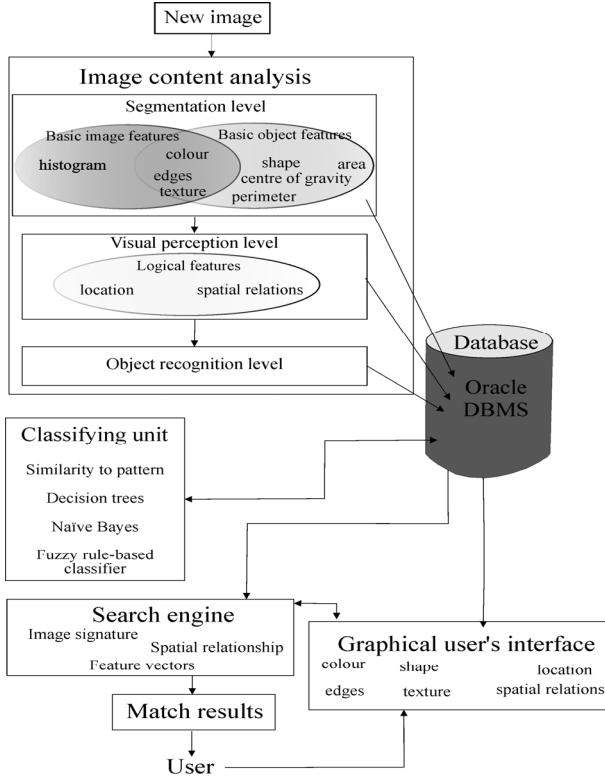 New image
Image content analysis
Segmentation level
Basic image features
Basic object features
histogram
colour
edges
texture
shape
area
centre of gravity
perimeter
Visual perception level
Logical features
location
spatial relations
Object recognition level
Database
Oracle
DBMS
Classifying unit
Similarity to pattern
Decision trees
Naïve Bayes
Fuzzy rule-based
classifier
Search engine
Image signature
Spatial relationship
Feature vectors
Graphical user's interface
colour
shape
location
edges
texture
spatial relations
Match results
User